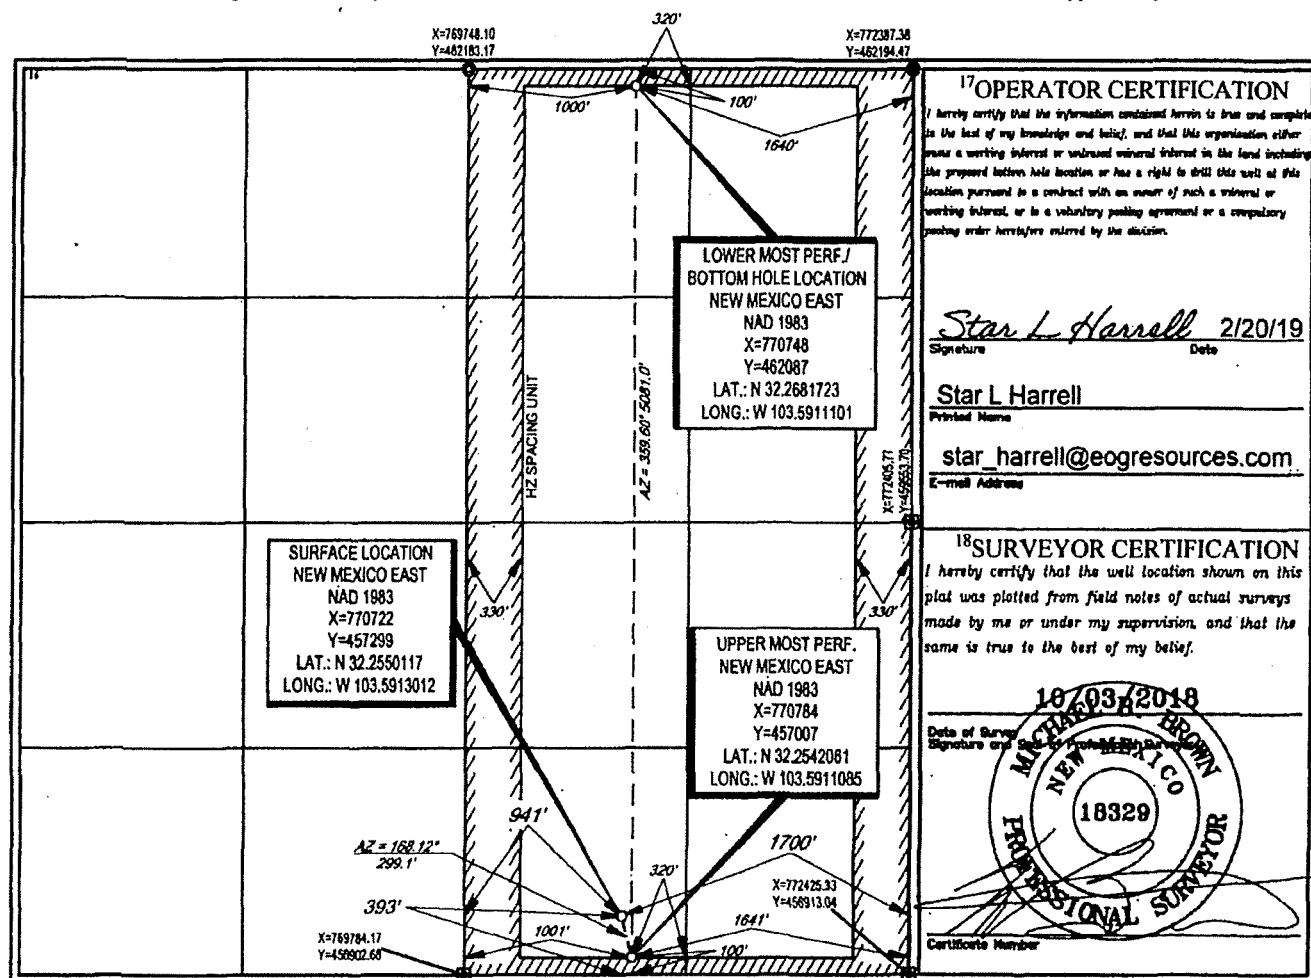 320'
X=769748.10
Y=462183.17
X=772387.38
Y=462194.47
16
1000'
100'
1640'
LOWER MOST PERF./
BOTTOM HOLE LOCATION
NEW MEXICO EAST
NAD 1983
X=770748
Y=462087
LAT.: N 32.2681723
LONG.: W 103.5911101
HZ SPACING UNIT
AZ = 359.60° 5081.0'
X=772405.77
Y=459553.70
SURFACE LOCATION
NEW MEXICO EAST
NAD 1983
X=770722
Y=457299
LAT.: N 32.2550117
LONG.: W 103.5913012
330'
330'
UPPER MOST PERF.
NEW MEXICO EAST
NAD 1983
X=770784
Y=457007
LAT.: N 32.2542081
LONG.: W 103.5911085
941'
1700'
AZ = 168.12°
299.1'
320'
X=772425.33
Y=456913.04
393'
1001'
1641'
X=769784.17
Y=456902.68
100'
17 OPERATOR CERTIFICATION
I hereby certify that the information contained herein is true and complete
to the best of my knowledge and belief, and that this organization either
owns a working interest or unleased mineral interest in the land including
the proposed bottom hole location or has a right to drill this well at this
location pursuant to a contract with an owner of such a mineral or
working interest, or to a voluntary pooling agreement or a compulsory
pooling order heretofore entered by the division.
Star L Harrell 2/20/19
Signature Date
Star L Harrell
Printed Name
star_harrell@eogresources.com
E-mail Address
18 SURVEYOR CERTIFICATION
I hereby certify that the well location shown on this
plat was plotted from field notes of actual surveys
made by me or under my supervision, and that the
same is true to the best of my belief.
10/03/2018
Date of Survey
Signature and Seal of Professional Surveyor
MICHAEL B. BROWN
NEW MEXICO
18329
PROFESSIONAL SURVEYOR
Certificate Number